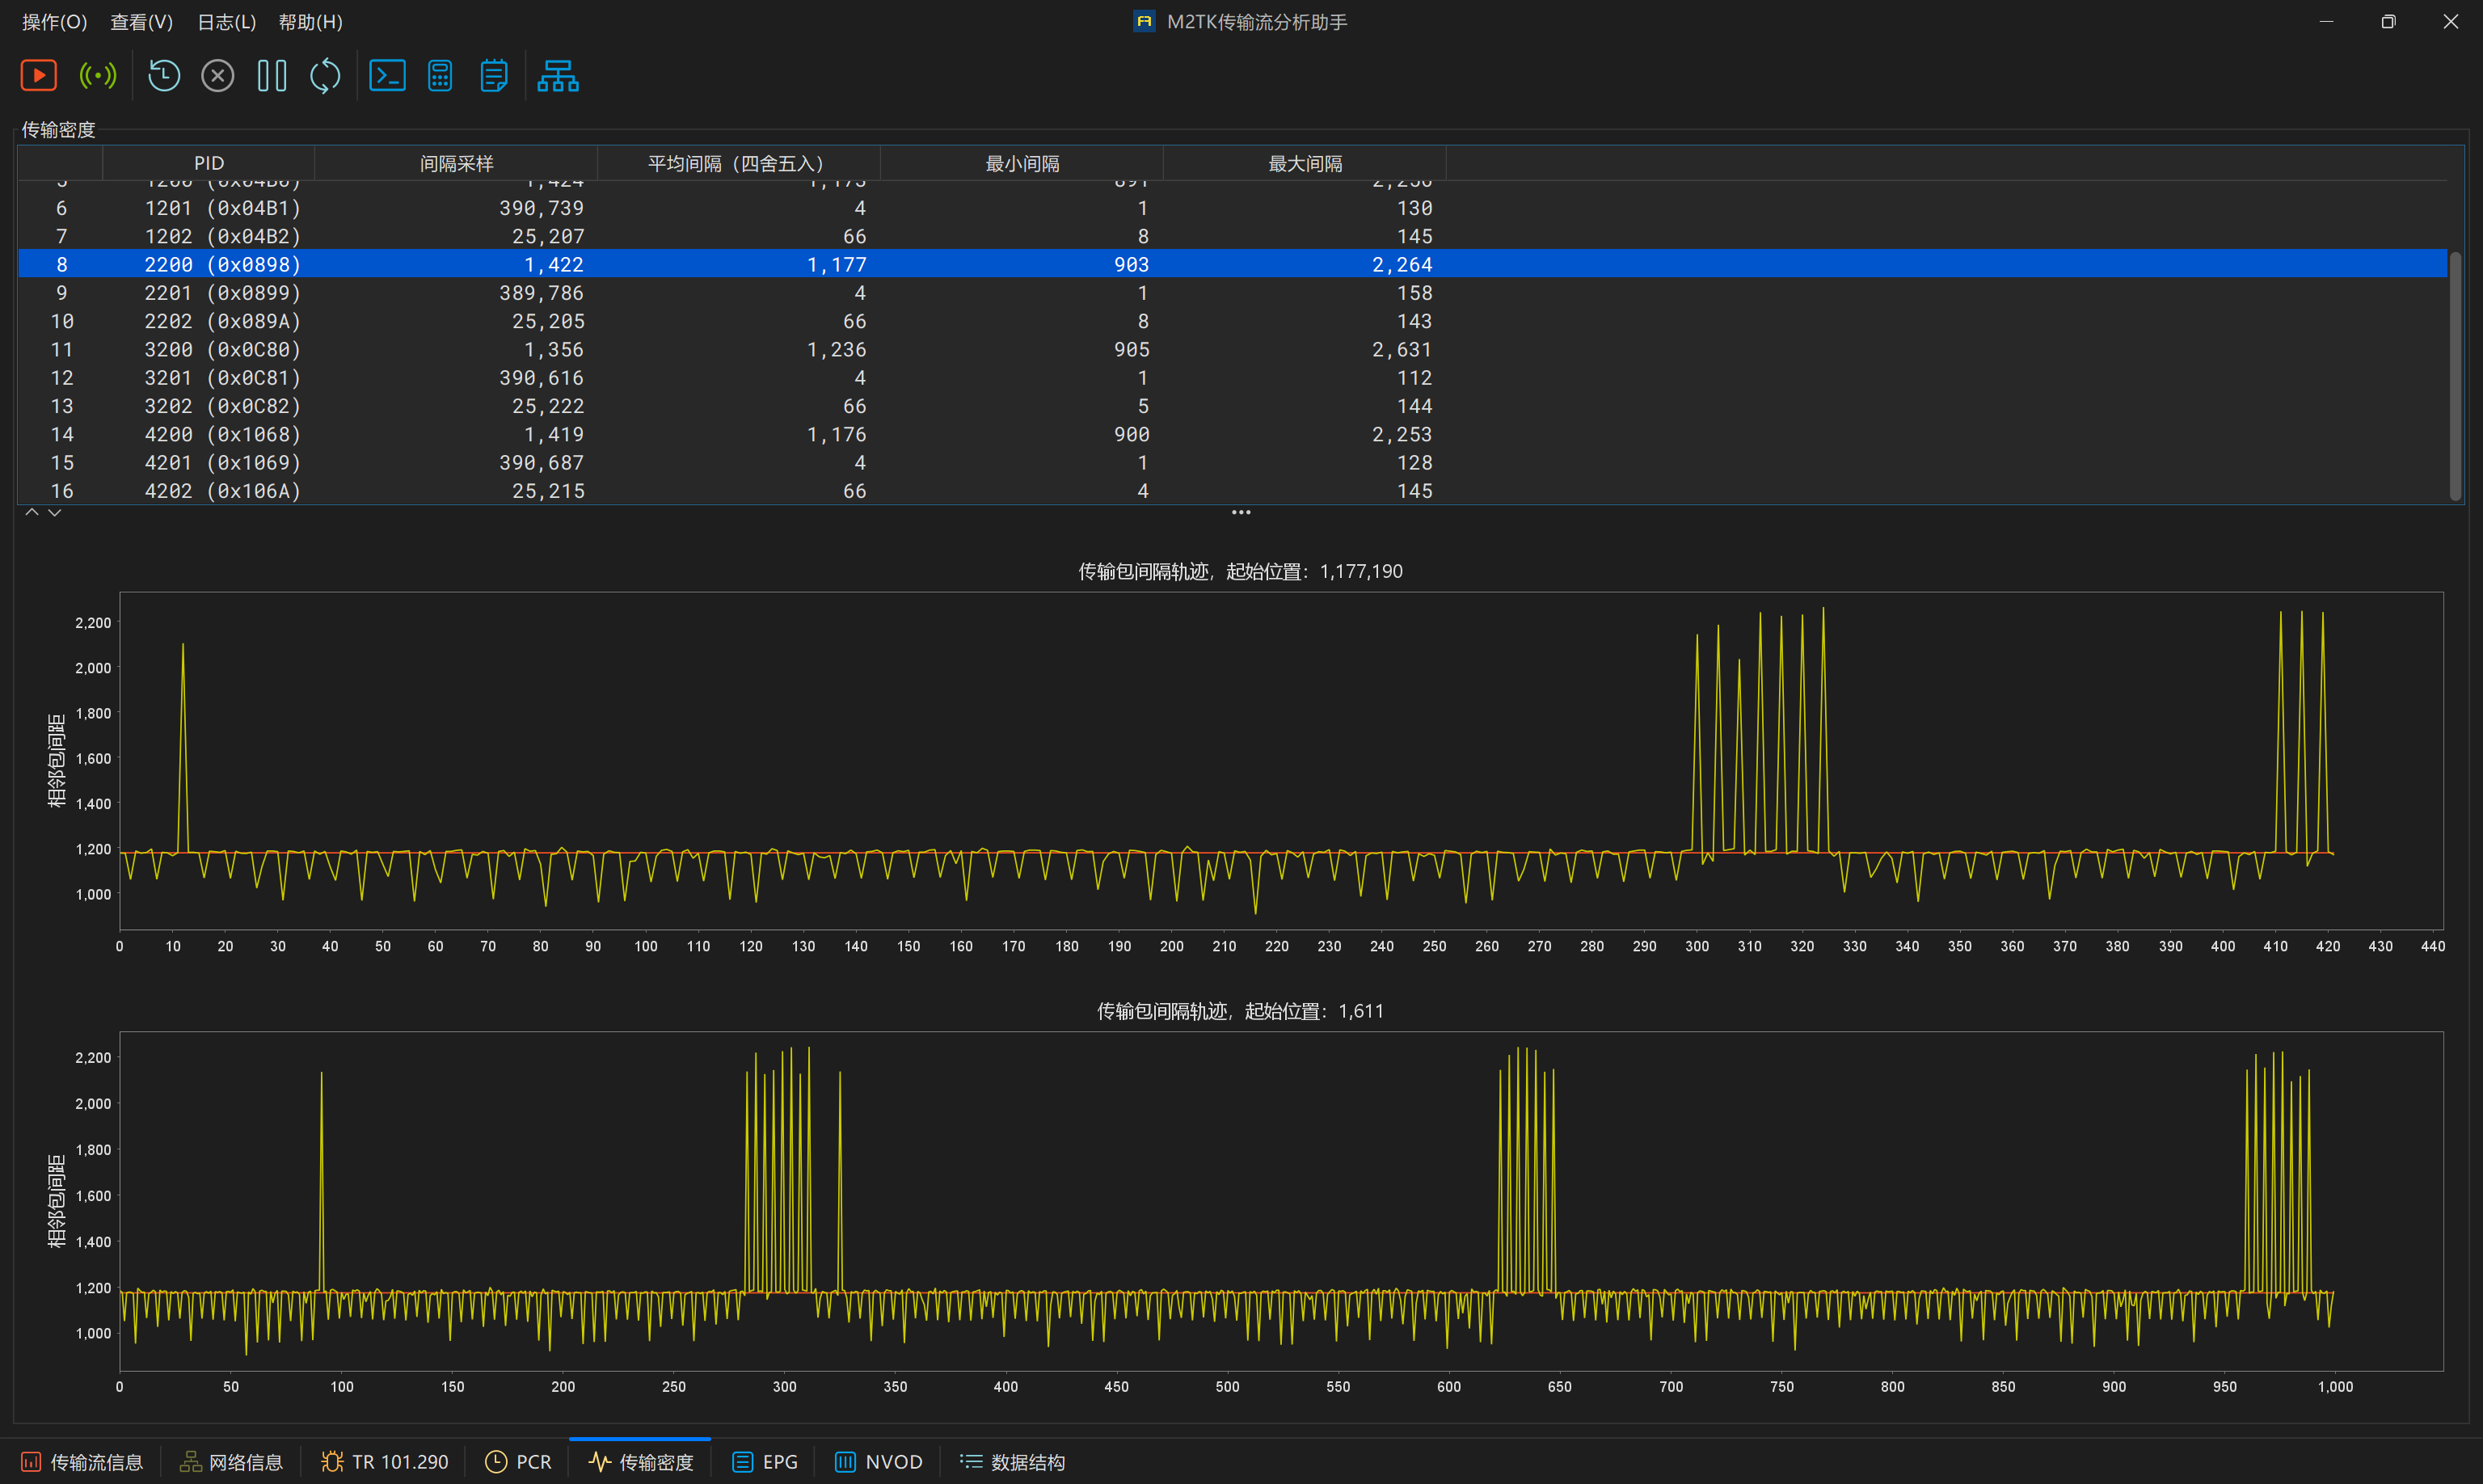 操作(O) 查看(V) 日志(L) 帮助(H) M2TK传输流分析助手
传输密度
PID 间隔采样 平均间隔（四舍五入） 最小间隔 最大间隔
6 1201 (0x04B1) 390,739 4 1 130
7 1202 (0x04B2) 25,207 66 8 145
8 2200 (0x0898) 1,422 1,177 903 2,264
9 2201 (0x0899) 389,786 4 1 158
10 2202 (0x089A) 25,205 66 8 143
11 3200 (0x0C80) 1,356 1,236 905 2,631
12 3201 (0x0C81) 390,616 4 1 112
13 3202 (0x0C82) 25,222 66 5 144
14 4200 (0x1068) 1,419 1,176 900 2,253
15 4201 (0x1069) 390,687 4 1 128
16 4202 (0x106A) 25,215 66 4 145
传输包间隔轨迹，起始位置：1,177,190
相邻包间距
2,200
2,000
1,800
1,600
1,400
1,200
1,000
0 10 20 30 40 50 60 70 80 90 100 110 120 130 140 150 160 170 180 190 200 210 220 230 240 250 260 270 280 290 300 310 320 330 340 350 360 370 380 390 400 410 420 430 440
传输包间隔轨迹，起始位置：1,611
相邻包间距
2,200
2,000
1,800
1,600
1,400
1,200
1,000
0 50 100 150 200 250 300 350 400 450 500 550 600 650 700 750 800 850 900 950 1,000
传输流信息 网络信息 TR 101.290 PCR 传输密度 EPG NVOD 数据结构